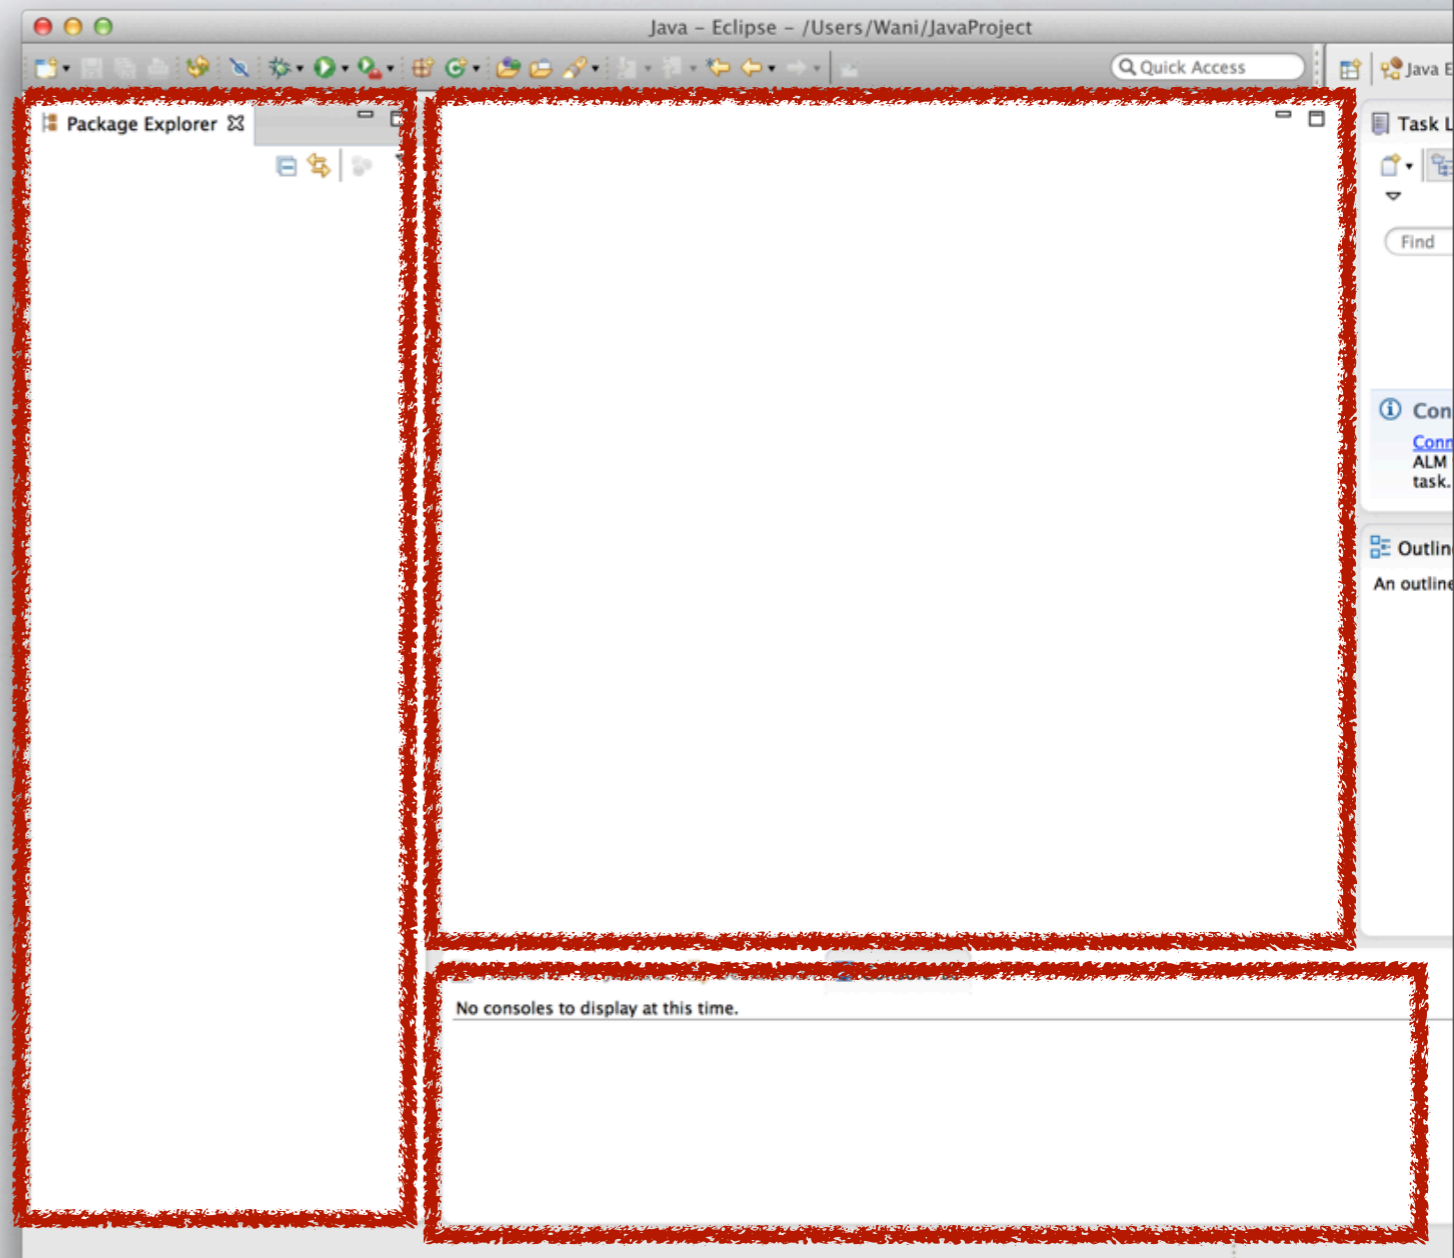 Java – Eclipse – /Users/Wani/JavaProject
Quick Access
Java E
Package Explorer
Task L
Find
Con
Conn
ALM
task.
Outlin
An outline
No consoles to display at this time.